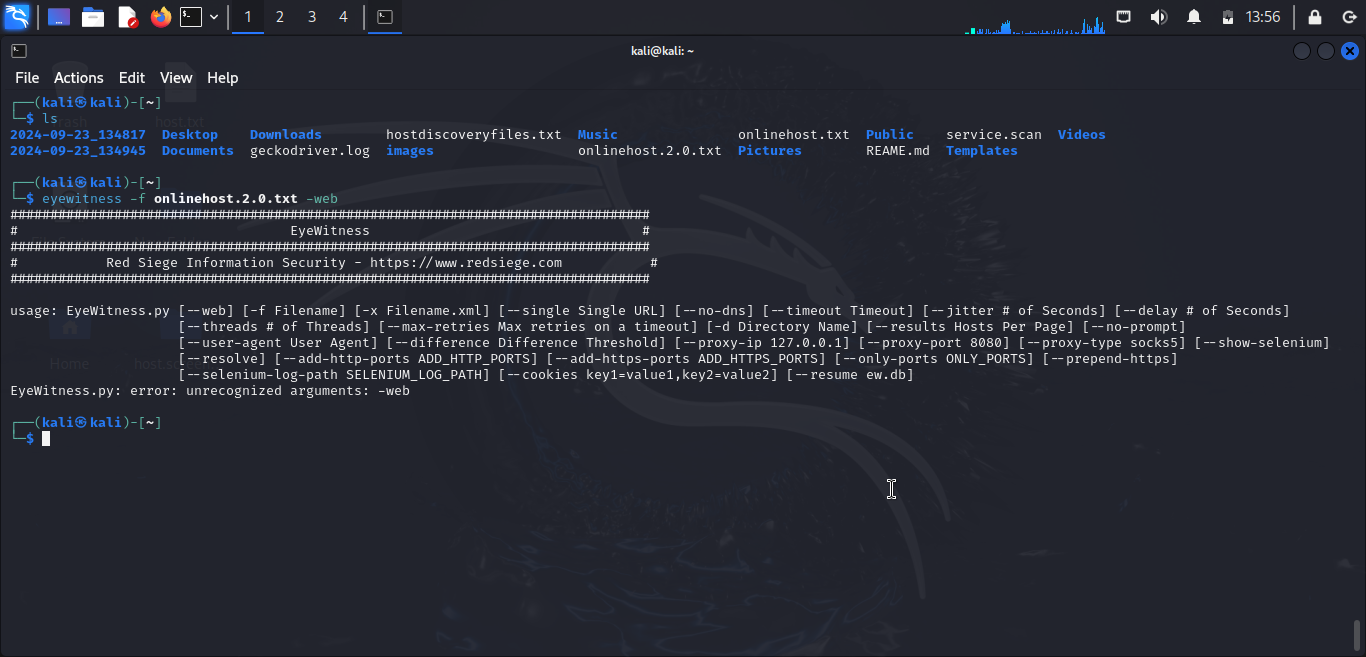 1 2 3 4 13:56
kali@kali: ~
File Actions Edit View Help
┌──(kali㉿kali)-[~]
└─$ ls
2024-09-23_134817 Desktop Downloads hostdiscoveryfiles.txt Music onlinehost.txt Public service.scan Videos
2024-09-23_134945 Documents geckodriver.log images onlinehost.2.0.txt Pictures REAME.md Templates
┌──(kali㉿kali)-[~]
└─$ eyewitness -f onlinehost.2.0.txt -web
################################################################################
# EyeWitness #
################################################################################
# Red Siege Information Security - https://www.redsiege.com #
################################################################################
usage: EyeWitness.py [--web] [-f Filename] [-x Filename.xml] [--single Single URL] [--no-dns] [--timeout Timeout] [--jitter # of Seconds] [--delay # of Seconds]
[--threads # of Threads] [--max-retries Max retries on a timeout] [-d Directory Name] [--results Hosts Per Page] [--no-prompt]
[--user-agent User Agent] [--difference Difference Threshold] [--proxy-ip 127.0.0.1] [--proxy-port 8080] [--proxy-type socks5] [--show-selenium]
[--resolve] [--add-http-ports ADD_HTTP_PORTS] [--add-https-ports ADD_HTTPS_PORTS] [--only-ports ONLY_PORTS] [--prepend-https]
[--selenium-log-path SELENIUM_LOG_PATH] [--cookies key1=value1,key2=value2] [--resume ew.db]
EyeWitness.py: error: unrecognized arguments: -web
┌──(kali㉿kali)-[~]
└─$
Home